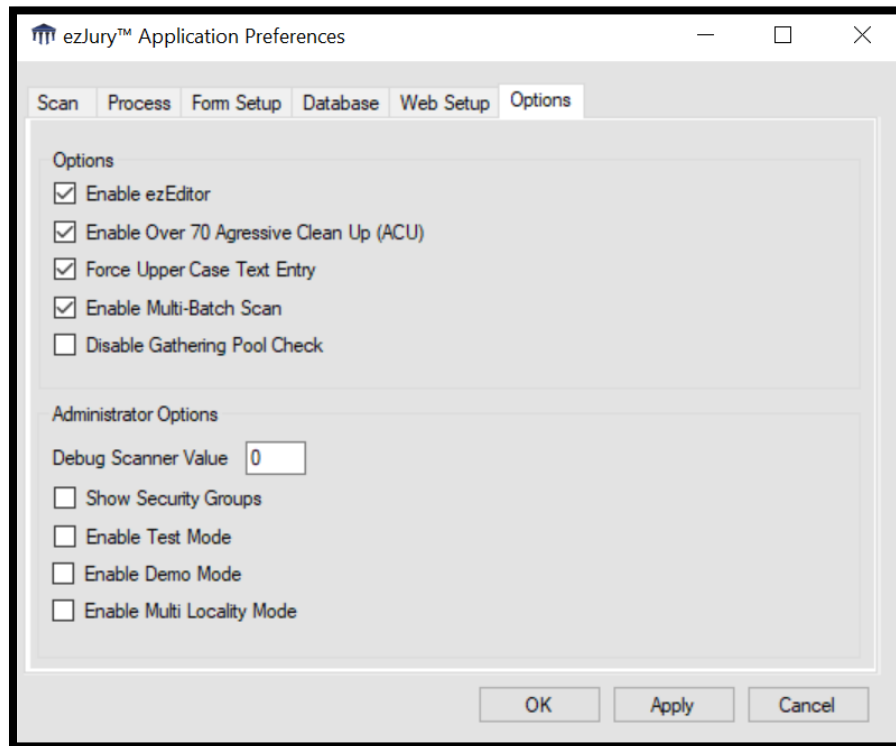 ezJury™ Application Preferences
Scan Process Form Setup Database Web Setup Options
Options
Enable ezEditor
Enable Over 70 Agressive Clean Up (ACU)
Force Upper Case Text Entry
Enable Multi-Batch Scan
Disable Gathering Pool Check
Administrator Options
Debug Scanner Value 0
Show Security Groups
Enable Test Mode
Enable Demo Mode
Enable Multi Locality Mode
OK Apply Cancel